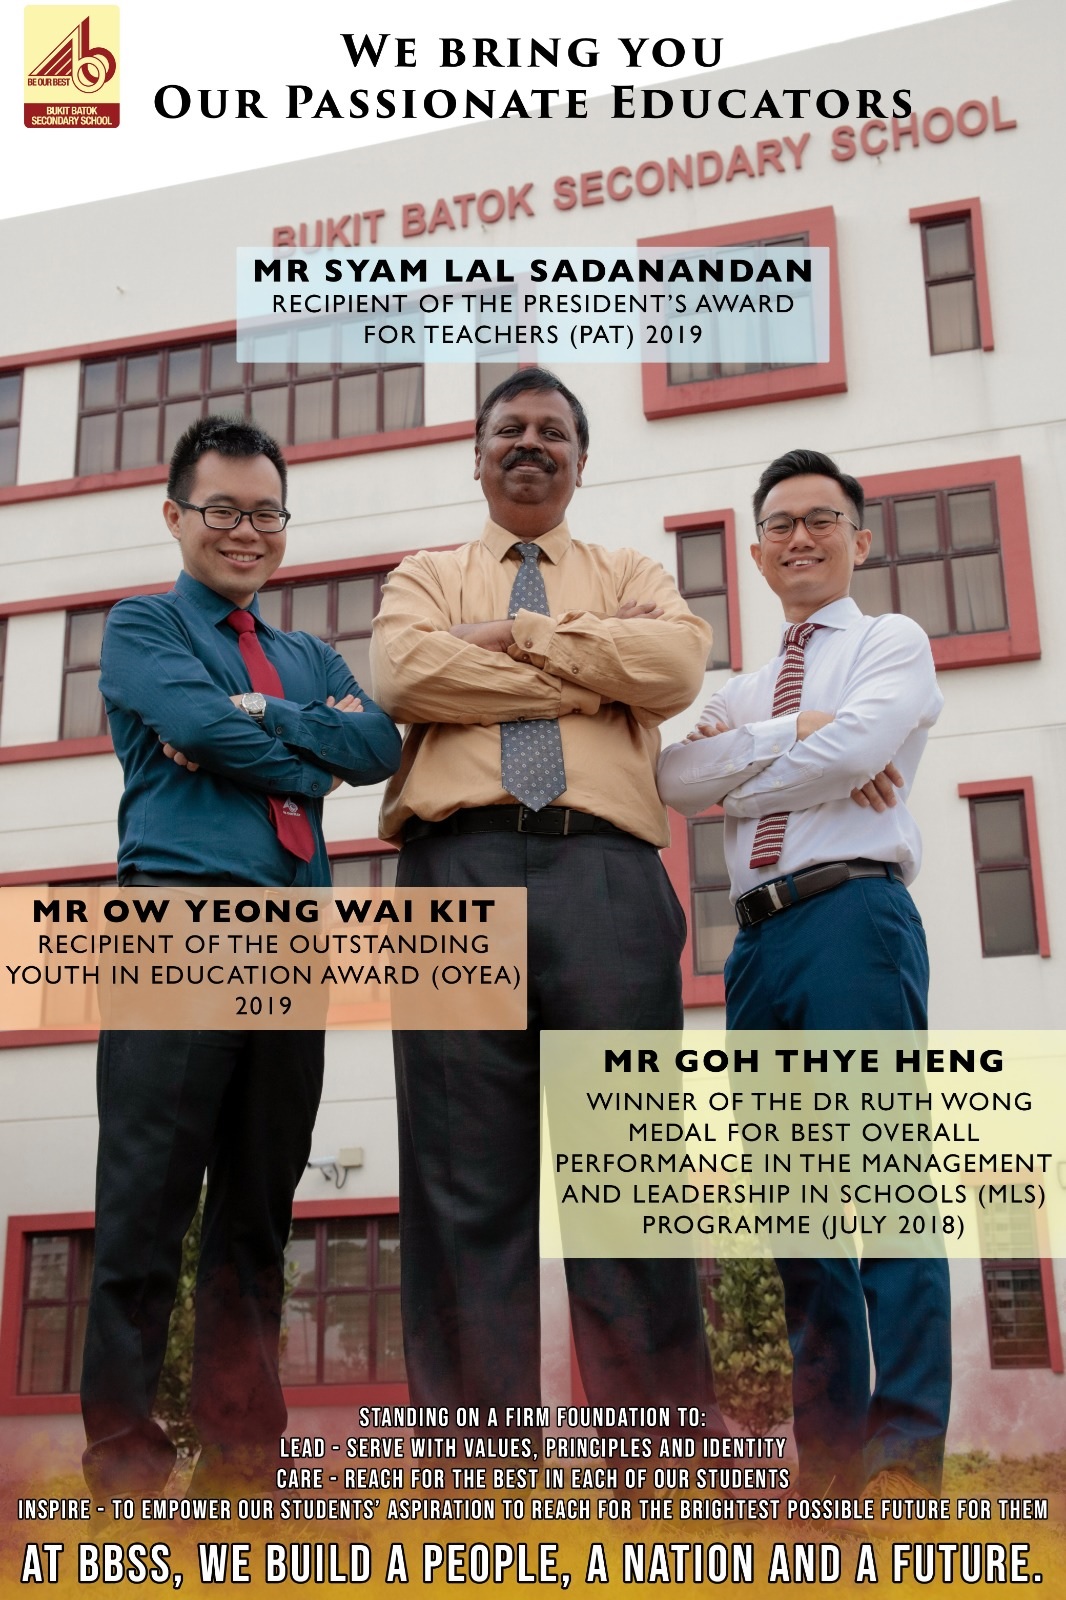 BE OUR BEST
BUKIT BATOK
SECONDARY SCHOOL
WE BRING YOU
OUR PASSIONATE EDUCATORS
BUKIT BATOK SECONDARY SCHOOL
MR SYAM LAL SADANANDAN
RECIPIENT OF THE PRESIDENT'S AWARD
FOR TEACHERS (PAT) 2019
MR OW YEONG WAI KIT
RECIPIENT OF THE OUTSTANDING
YOUTH IN EDUCATION AWARD (OYEA)
2019
MR GOH THYE HENG
WINNER OF THE DR RUTH WONG
MEDAL FOR BEST OVERALL
PERFORMANCE IN THE MANAGEMENT
AND LEADERSHIP IN SCHOOLS (MLS)
PROGRAMME (JULY 2018)
STANDING ON A FIRM FOUNDATION TO:
LEAD - SERVE WITH VALUES, PRINCIPLES AND IDENTITY
CARE - REACH FOR THE BEST IN EACH OF OUR STUDENTS
INSPIRE - TO EMPOWER OUR STUDENTS' ASPIRATION TO REACH FOR THE BRIGHTEST POSSIBLE FUTURE FOR THEM
AT BBSS, WE BUILD A PEOPLE, A NATION AND A FUTURE.